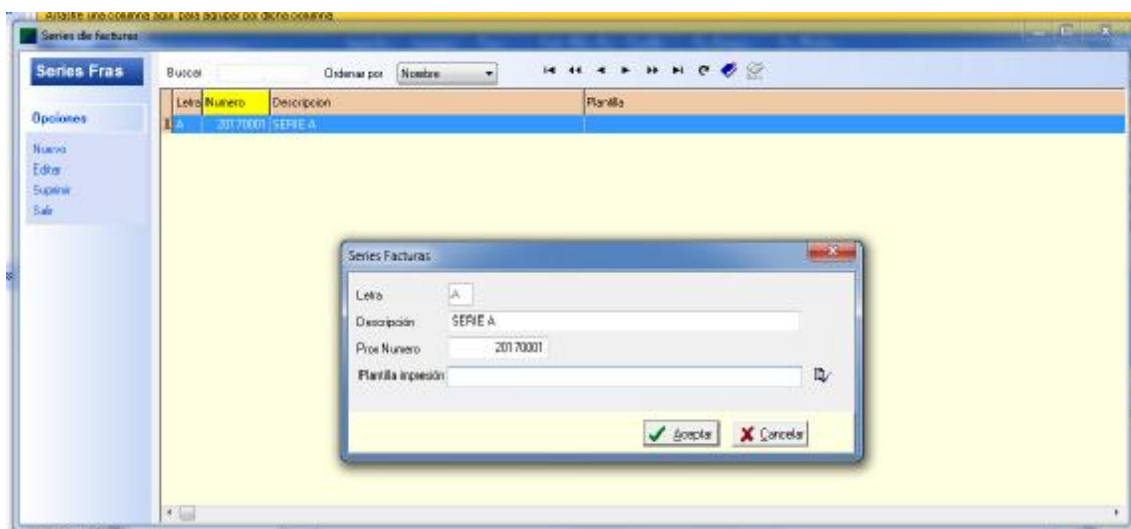 Arrastre una columna aquí para agrupar por dicha columna
Series de facturas
Series Fras
Buscar
Ordenar por
Nombre
Letra Numero Descripcion Plantilla
A 20170001 SERIE A
Opciones
Nuevo
Editar
Suprimir
Salir
Series Facturas
Letra A
Descripción SERIE A
Prox Numero 20170001
Plantilla impresión
Aceptar Cancelar